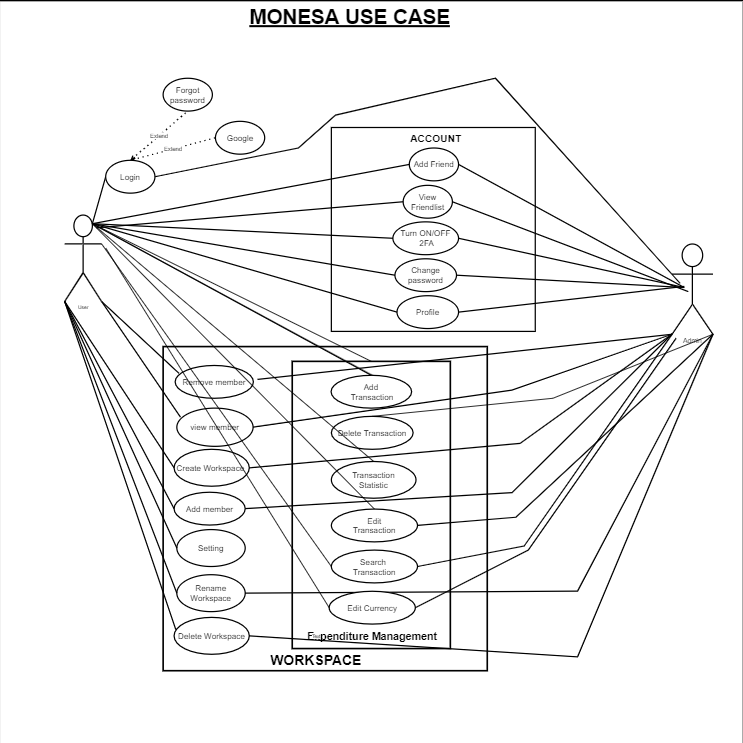 MONESA USE CASE
Forgot
password
Extend
Google
Extend
Login
ACCOUNT
Add Friend
View
Friendlist
Turn ON/OFF
2FA
Change
password
Profile
User
Admin
Remove member
view member
Create Workspace
Add member
Setting
Rename
Workspace
Delete Workspace
Add
Transaction
Delete Transaction
Transaction
Statistic
Edit
Transaction
Search
Transaction
Edit Currency
Expenditure Management
WORKSPACE